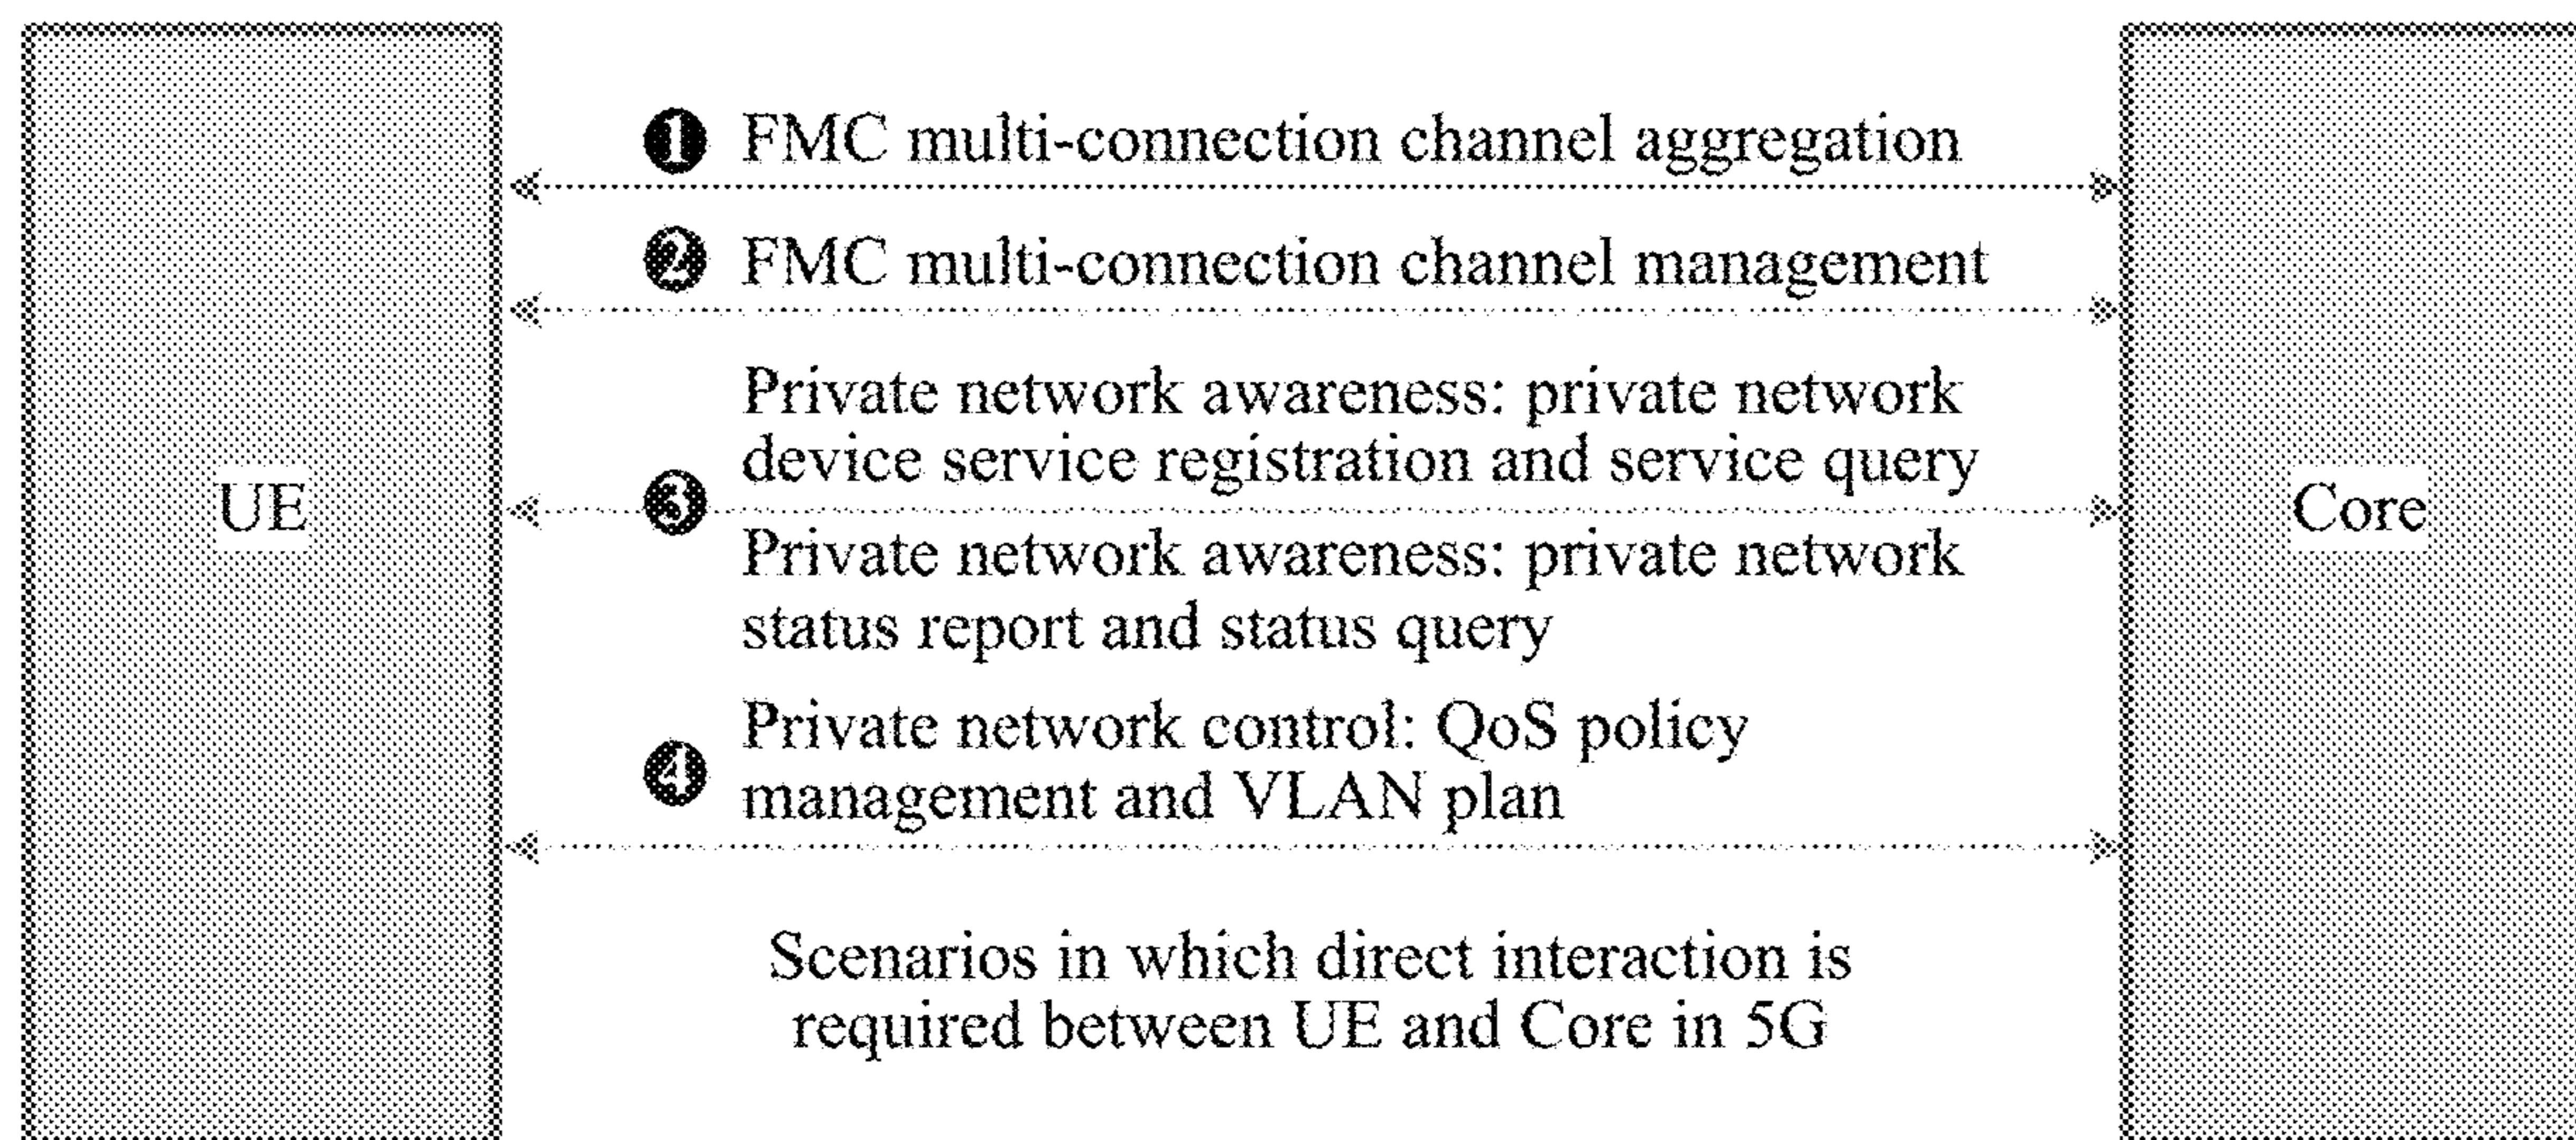 UE
❶ FMC multi-connection channel aggregation
❷ FMC multi-connection channel management
Private network awareness: private network
device service registration and service query
❸
Private network awareness: private network
status report and status query
❹
Private network control: QoS policy
management and VLAN plan
Core
Scenarios in which direct interaction is
required between UE and Core in 5G